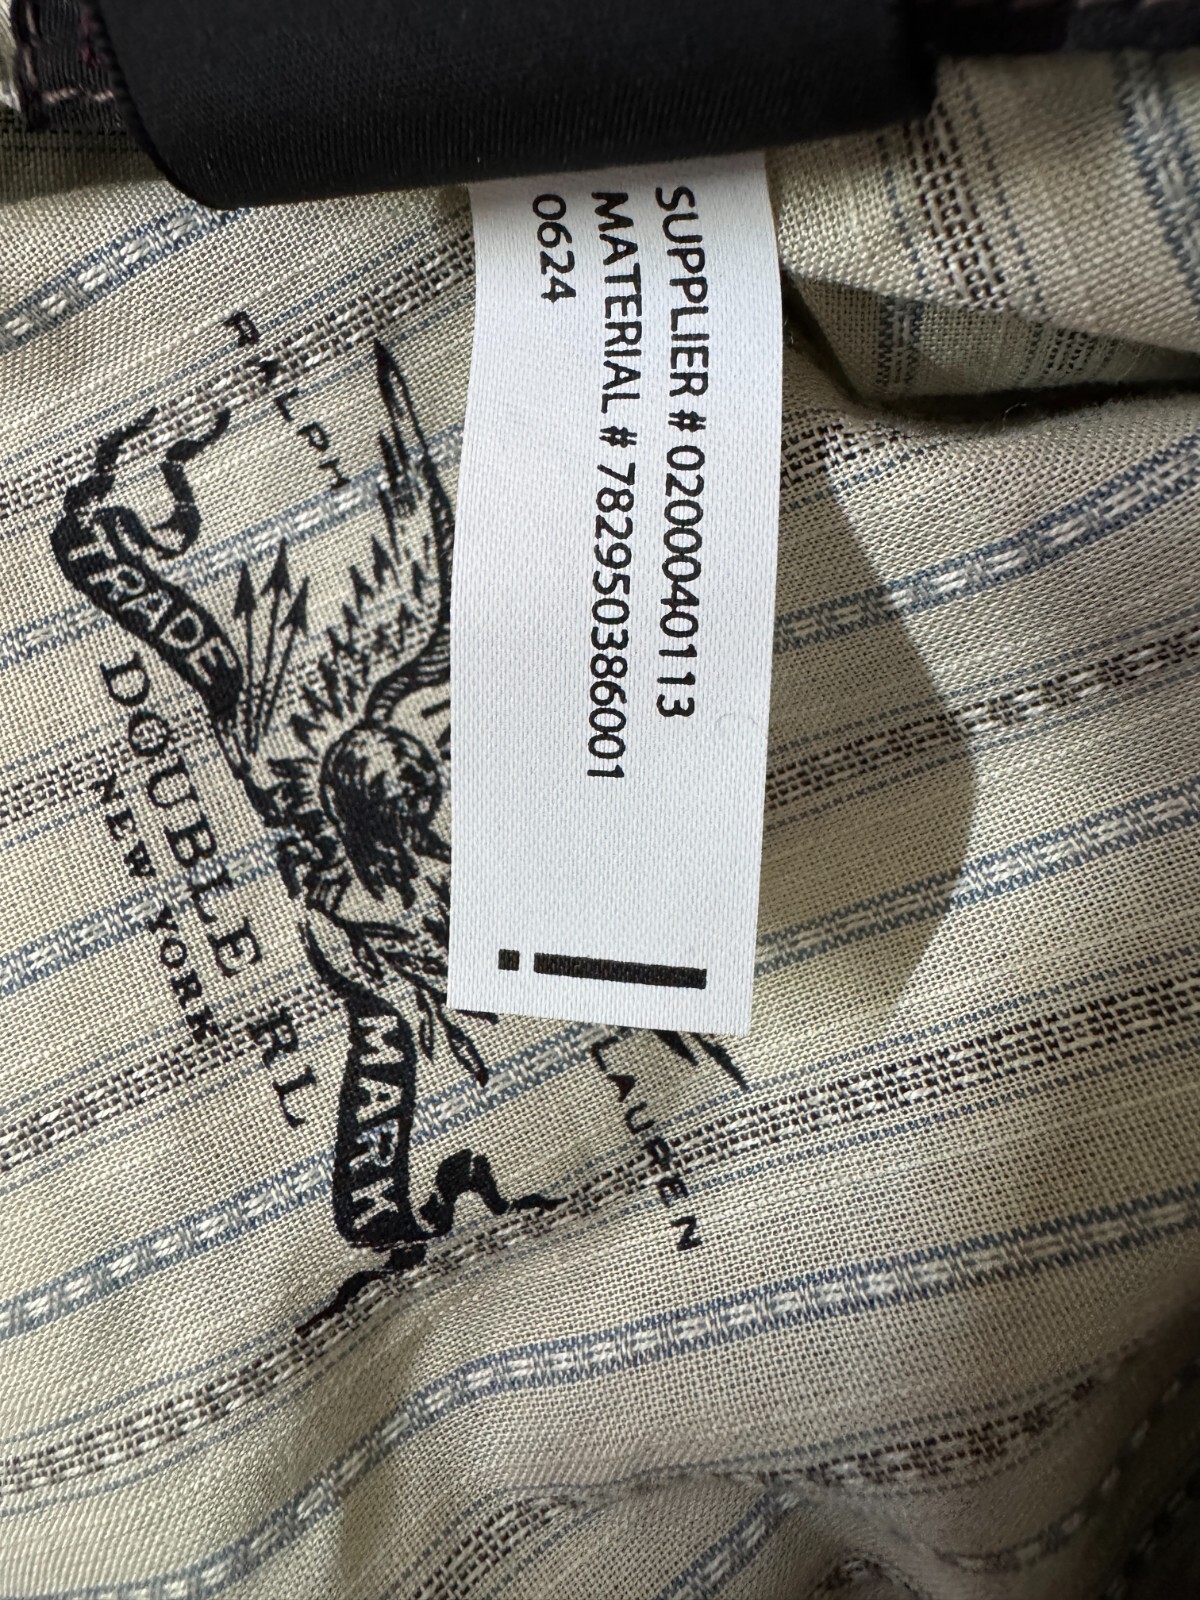 SUPPLIER # 0200040113
MATERIAL # 782950386001
0624
RALPH
LAUREN
TRADE
MARK
DOUBLE RL
NEW YORK